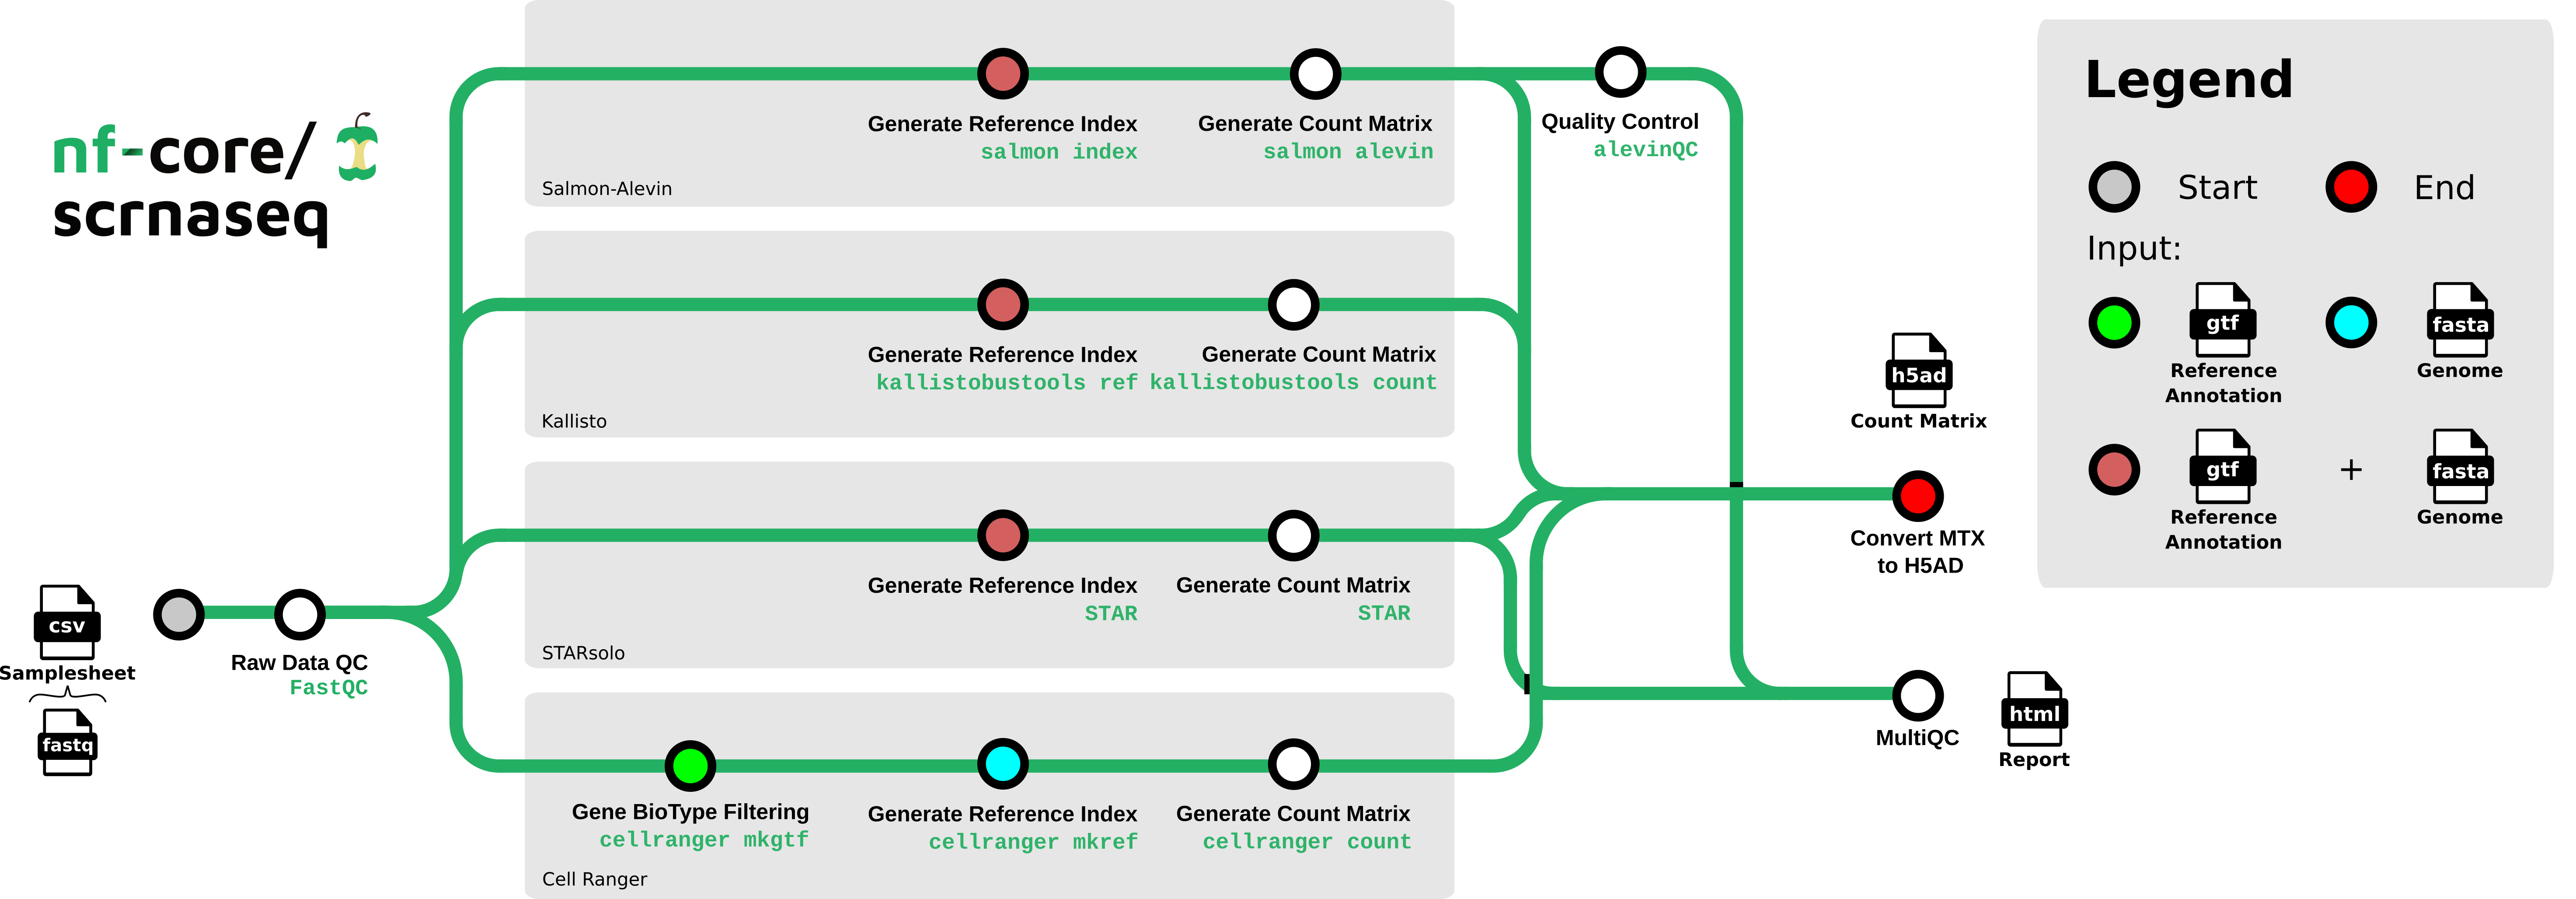 nf-core/
scrnaseq
csv
Samplesheet
fastq
Raw Data QC
FastQC
Generate Reference Index
salmon index
Generate Count Matrix
salmon alevin
Salmon-Alevin
Quality Control
alevinQC
Generate Reference Index
kallistobustools ref
Generate Count Matrix
kallistobustools count
Kallisto
Generate Reference Index
STAR
Generate Count Matrix
STAR
STARsolo
Gene BioType Filtering
cellranger mkgtf
Generate Reference Index
cellranger mkref
Generate Count Matrix
cellranger count
Cell Ranger
h5ad
Count Matrix
Convert MTX
to H5AD
MultiQC
html
Report
Legend
Start
End
Input:
gtf
Reference
Annotation
fasta
Genome
gtf
Reference
Annotation
+
fasta
Genome